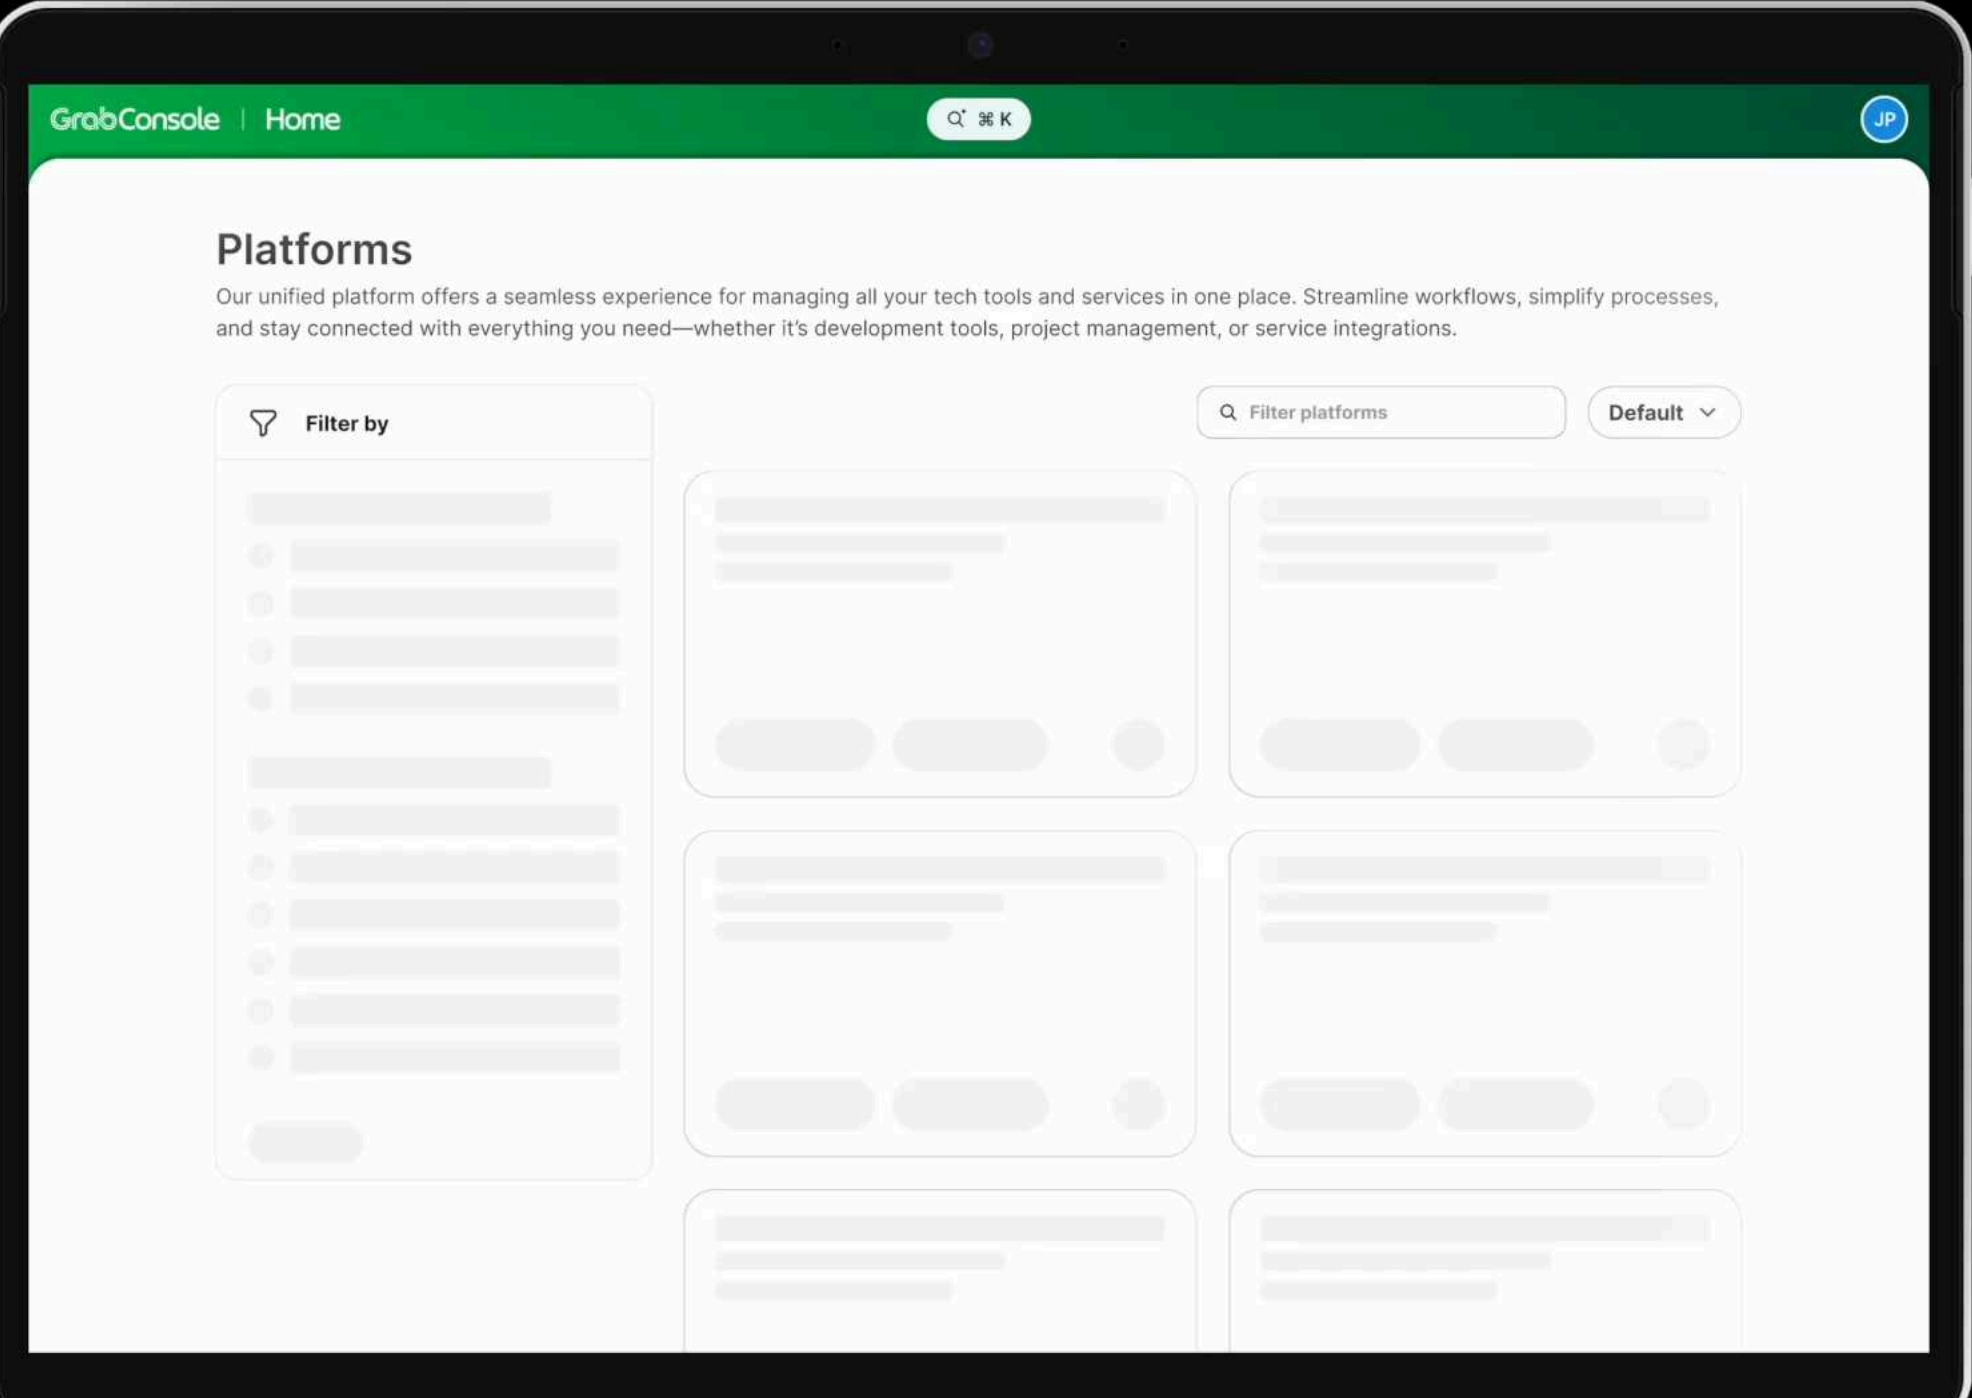 GrabConsole | Home
⌘ K
JP
Platforms
Our unified platform offers a seamless experience for managing all your tech tools and services in one place. Streamline workflows, simplify processes,
and stay connected with everything you need—whether it’s development tools, project management, or service integrations.
Filter by
Filter platforms
Default